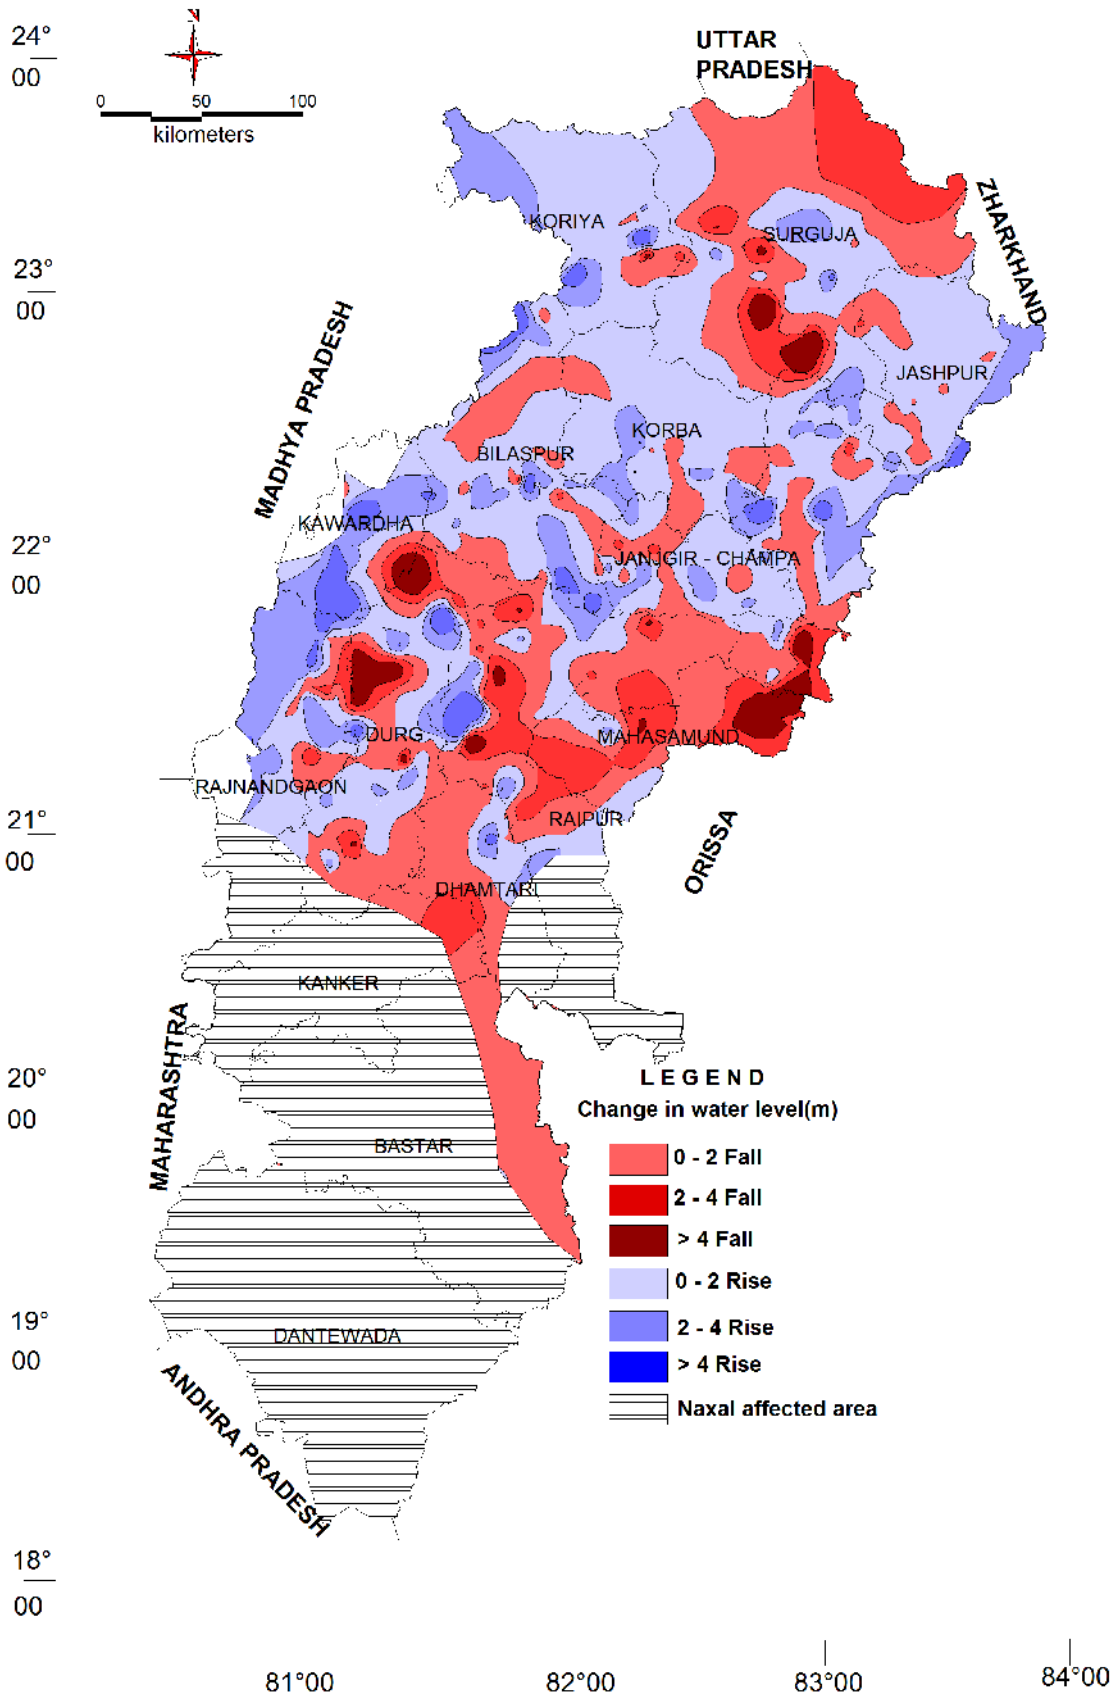 N
24°
00
0 50 100
kilometers
UTTAR
PRADESH
ZHARKHAND
KORIYA
SURGUJA
23°
00
MADHYA PRADESH
JASHPUR
KORBA
BILASPUR
KAWARDHA
22°
00
JANJGIR - CHAMPA
DURG
MAHASAMUND
RAJNANDGAON
RAIPUR
21°
00
ORISSA
DHAMTARI
KANKER
MAHARASHTRA
20°
00
BASTAR
LEGEND
Change in water level(m)
0 - 2 Fall
2 - 4 Fall
> 4 Fall
0 - 2 Rise
2 - 4 Rise
> 4 Rise
Naxal affected area
19°
00
DANTEWADA
ANDHRA PRADESH
18°
00
81°00 82°00 83°00 84°00